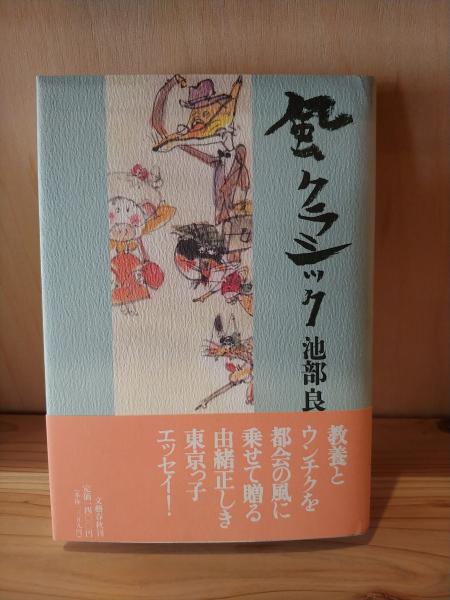 風クラシック
池部良
教養と
ウンチクを
都会の風に
乗せて贈る
由緒正しき
東京っ子
エッセイ!
文藝春秋刊